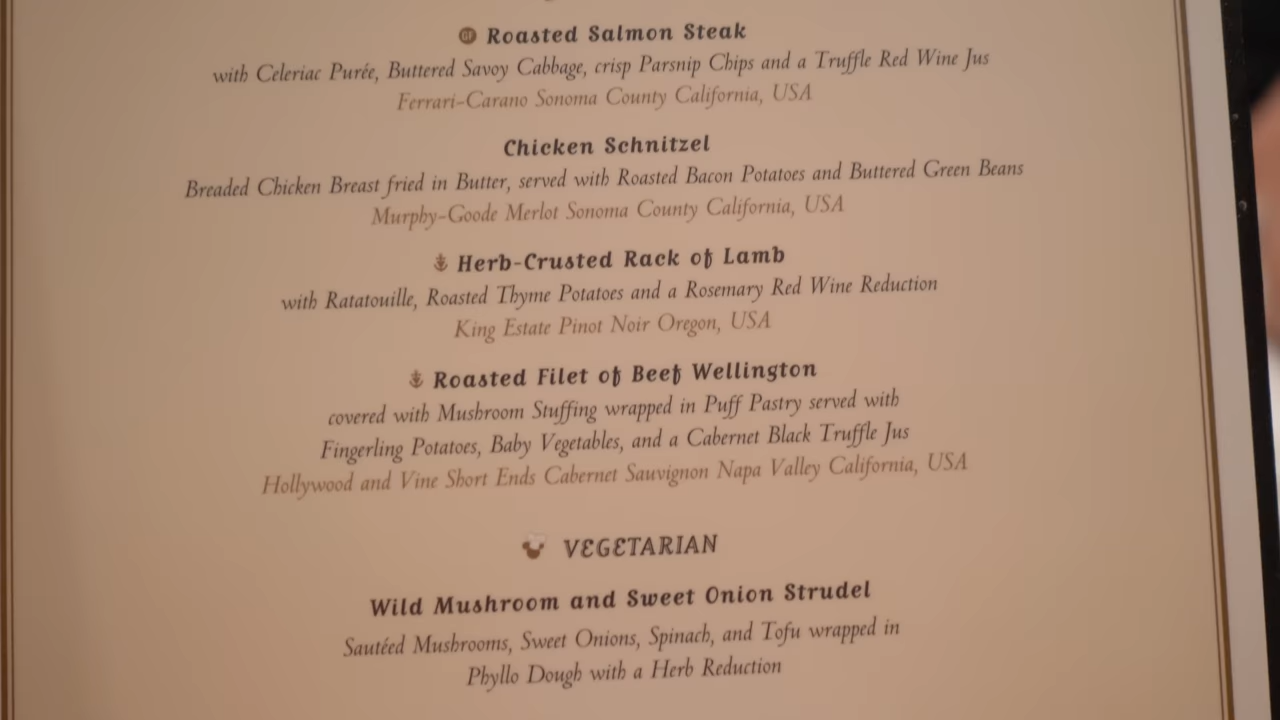 GF Roasted Salmon Steak
with Celeriac Purée, Buttered Savoy Cabbage, crisp Parsnip Chips and a Truffle Red Wine Jus
Ferrari-Carano Sonoma County California, USA
Chicken Schnitzel
Breaded Chicken Breast fried in Butter, served with Roasted Bacon Potatoes and Buttered Green Beans
Murphy-Goode Merlot Sonoma County California, USA
Herb-Crusted Rack of Lamb
with Ratatouille, Roasted Thyme Potatoes and a Rosemary Red Wine Reduction
King Estate Pinot Noir Oregon, USA
Roasted Filet of Beef Wellington
covered with Mushroom Stuffing wrapped in Puff Pastry served with
Fingerling Potatoes, Baby Vegetables, and a Cabernet Black Truffle Jus
Hollywood and Vine Short Ends Cabernet Sauvignon Napa Valley California, USA
VEGETARIAN
Wild Mushroom and Sweet Onion Strudel
Sautéed Mushrooms, Sweet Onions, Spinach, and Tofu wrapped in
Phyllo Dough with a Herb Reduction